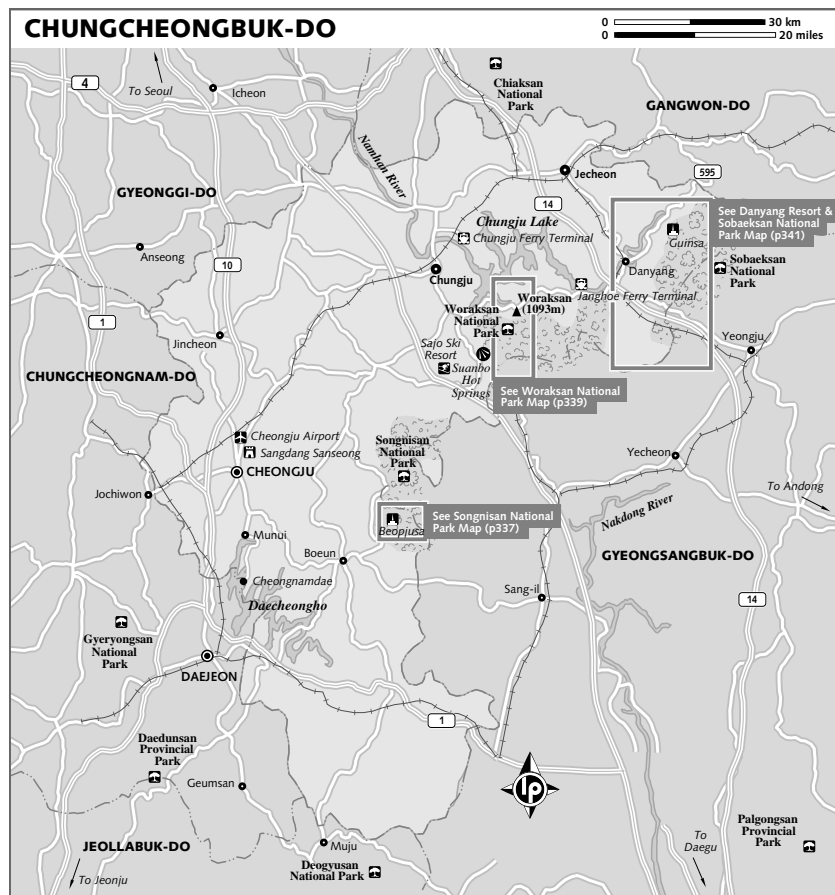 CHUNGCHEONGBUK-DO
0 30 km
0 20 miles
4
To Seoul
Icheon
Chiaksan
National
Park
GANGWON-DO
Namhan River
Jecheon
595
GYEONGGI-DO
14
See Danyang Resort &
Sobaeksan National
Park Map (p341)
Chungju Lake
Chungju Ferry Terminal
Guinsa
Anseong
10
Danyang
Sobaeksan
National
Park
Chungju
Janghoe Ferry Terminal
Woraksan
(1093m)
Woraksan
National
Park
1
Jincheon
Sajo Ski
Resort
Yeongju
Suanbo
Hot
Springs
CHUNGCHEONGNAM-DO
See Woraksan National
Park Map (p339)
Cheongju Airport
Sangdang Sanseong
Songnisan
National
Park
Yecheon
CHEONGJU
To Andong
Jochiwon
Nakdong River
See Songnisan National
Park Map (p337)
Beopjusa
Munui
Boeun
GYEONGSANGBUK-DO
Cheongnamdae
Sang-il
14
Daecheongho
Gyeryongsan
National
Park
DAEJEON
1
Daedunsan
Provincial
Park
lp
Geumsan
Palgongsan
Provincial
Park
To
Daegu
JEOLLABUK-DO
Muju
Deogyusan
National Park
To Jeonju